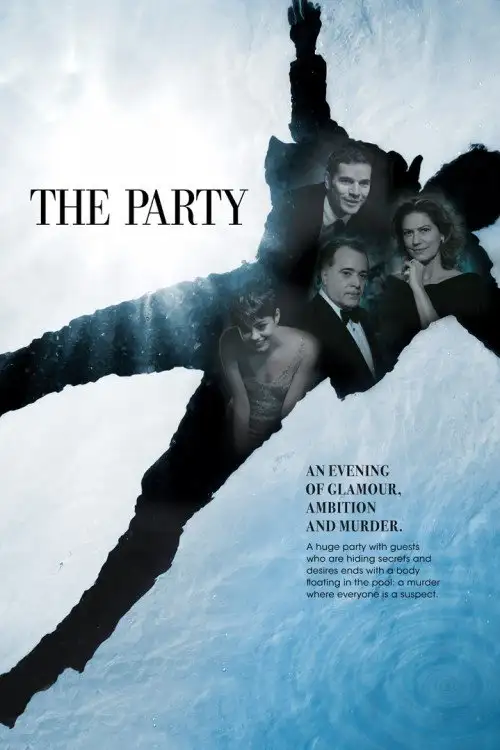 THE PARTY
AN EVENING
OF GLAMOUR,
AMBITION
AND MURDER.
A huge party with guests
who are hiding secrets and
desires ends with a body
floating in the pool: a murder
where everyone is a suspect.